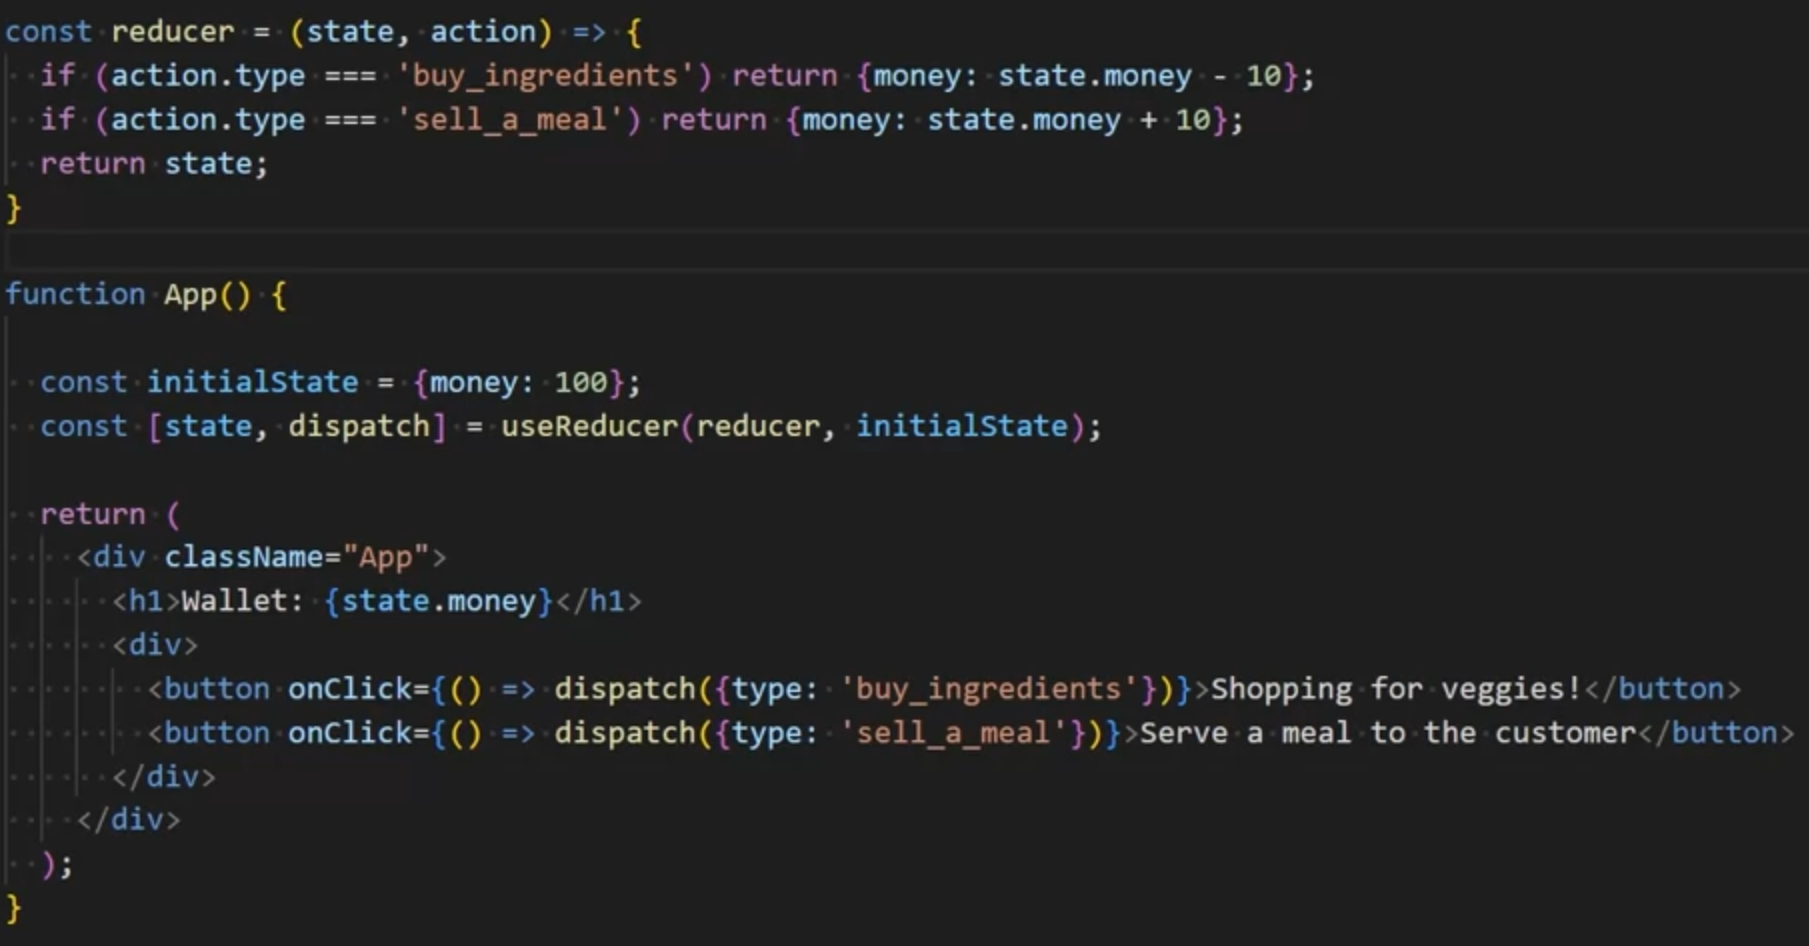 const reducer = (state, action) => {
  if (action.type === 'buy_ingredients') return {money: state.money - 10};
  if (action.type === 'sell_a_meal') return {money: state.money + 10};
  return state;
}

function App() {

  const initialState = {money: 100};
  const [state, dispatch] = useReducer(reducer, initialState);

  return (
    <div className="App">
      <h1>Wallet: {state.money}</h1>
      <div>
        <button onClick={() => dispatch({type: 'buy_ingredients'})}>Shopping for veggies!</button>
        <button onClick={() => dispatch({type: 'sell_a_meal'})}>Serve a meal to the customer</button>
      </div>
    </div>
  );
}